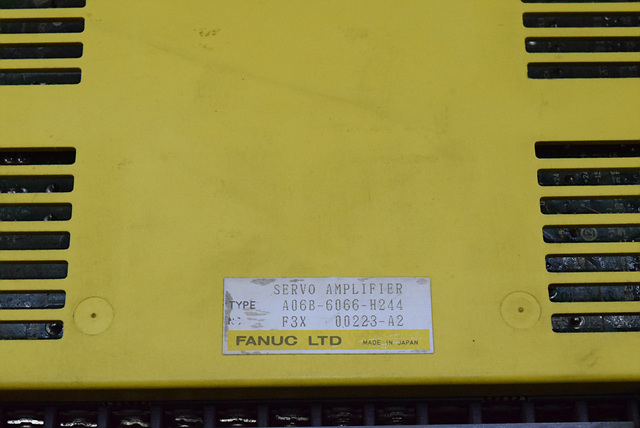 SERVO AMPLIFIER
TYPE A06B-6066-H244
F3X 00223-A2
FANUC LTD MADE IN JAPAN